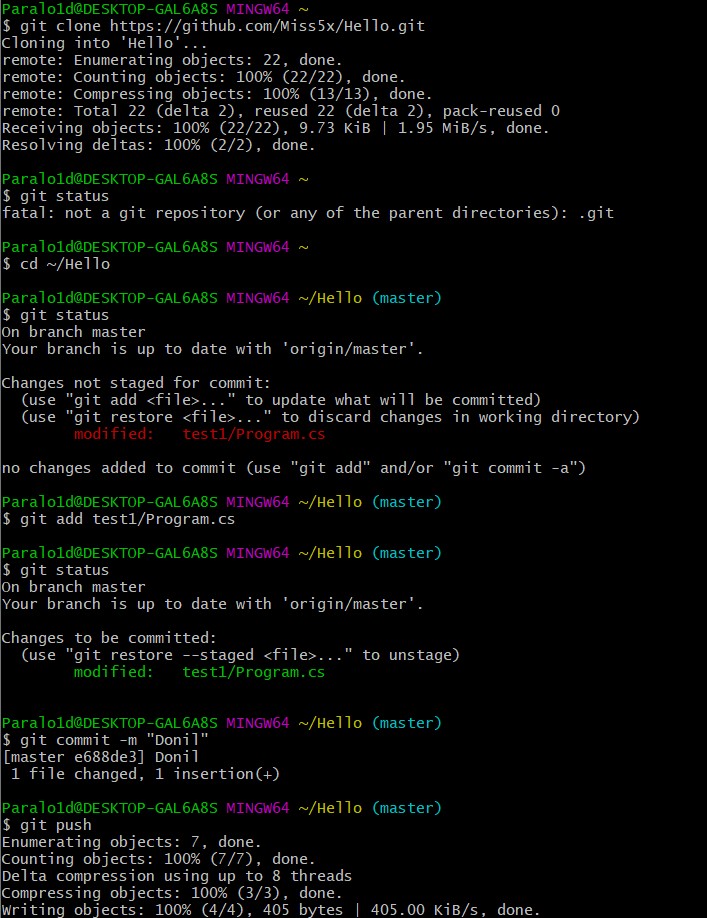 Paralo1d@DESKTOP-GAL6A8S MINGW64 ~
$ git clone https://github.com/Miss5x/Hello.git
Cloning into 'Hello'...
remote: Enumerating objects: 22, done.
remote: Counting objects: 100% (22/22), done.
remote: Compressing objects: 100% (13/13), done.
remote: Total 22 (delta 2), reused 22 (delta 2), pack-reused 0
Receiving objects: 100% (22/22), 9.73 KiB | 1.95 MiB/s, done.
Resolving deltas: 100% (2/2), done.
Paralo1d@DESKTOP-GAL6A8S MINGW64 ~
$ git status
fatal: not a git repository (or any of the parent directories): .git
Paralo1d@DESKTOP-GAL6A8S MINGW64 ~
$ cd ~/Hello
Paralo1d@DESKTOP-GAL6A8S MINGW64 ~/Hello (master)
$ git status
On branch master
Your branch is up to date with 'origin/master'.
Changes not staged for commit:
  (use "git add <file>..." to update what will be committed)
  (use "git restore <file>..." to discard changes in working directory)
        modified:   test1/Program.cs
no changes added to commit (use "git add" and/or "git commit -a")
Paralo1d@DESKTOP-GAL6A8S MINGW64 ~/Hello (master)
$ git add test1/Program.cs
Paralo1d@DESKTOP-GAL6A8S MINGW64 ~/Hello (master)
$ git status
On branch master
Your branch is up to date with 'origin/master'.
Changes to be committed:
  (use "git restore --staged <file>..." to unstage)
        modified:   test1/Program.cs
Paralo1d@DESKTOP-GAL6A8S MINGW64 ~/Hello (master)
$ git commit -m "Donil"
[master e688de3] Donil
 1 file changed, 1 insertion(+)
Paralo1d@DESKTOP-GAL6A8S MINGW64 ~/Hello (master)
$ git push
Enumerating objects: 7, done.
Counting objects: 100% (7/7), done.
Delta compression using up to 8 threads
Compressing objects: 100% (3/3), done.
Writing objects: 100% (4/4), 405 bytes | 405.00 KiB/s, done.